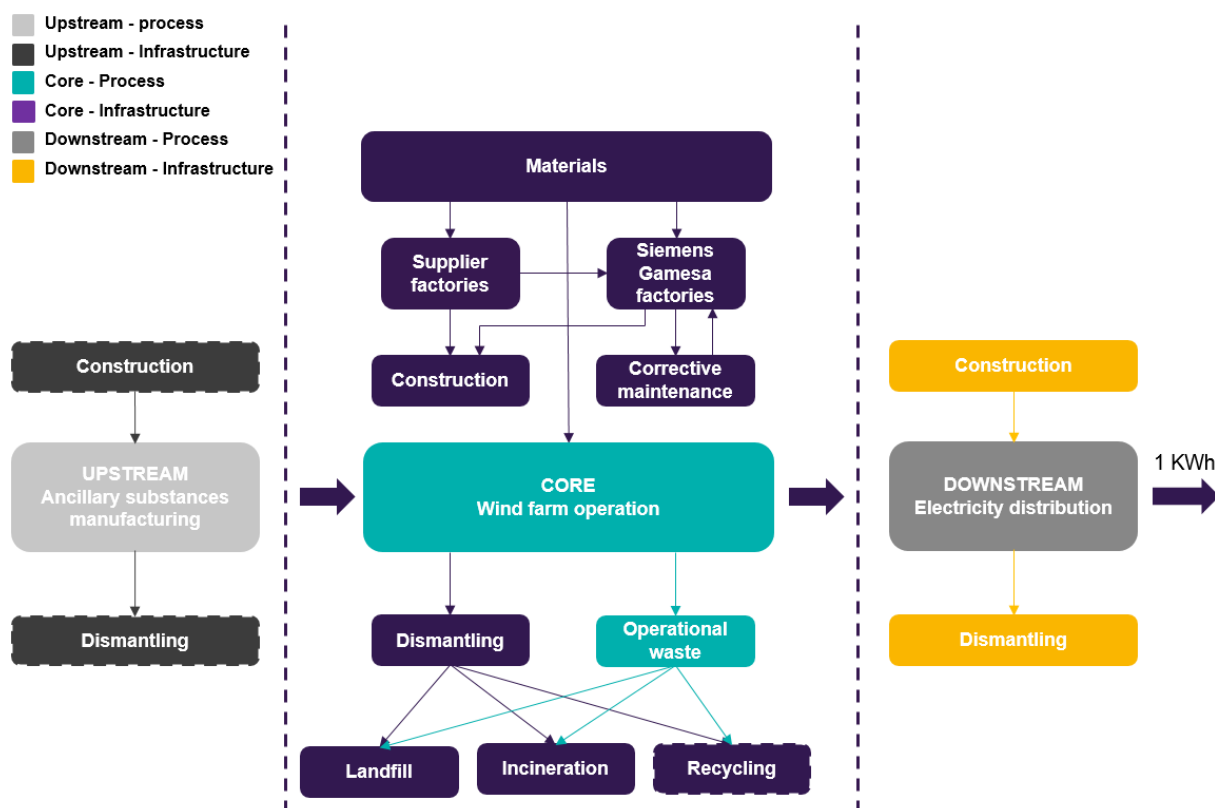 Upstream - process
Upstream - Infrastructure
Core - Process
Core - Infrastructure
Downstream - Process
Downstream - Infrastructure
Materials
Supplier
factories
Siemens
Gamesa
factories
Construction
Construction
Corrective
maintenance
Construction
UPSTREAM
Ancillary substances
manufacturing
CORE
Wind farm operation
DOWNSTREAM
Electricity distribution
1 KWh
Dismantling
Dismantling
Operational
waste
Dismantling
Landfill
Incineration
Recycling